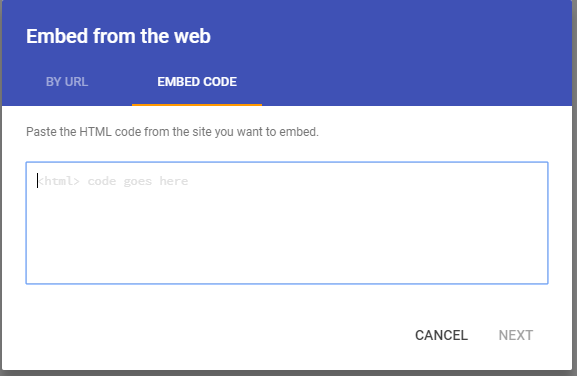 Embed from the web
BY URL EMBED CODE
Paste the HTML code from the site you want to embed.
<html> code goes here
CANCEL NEXT